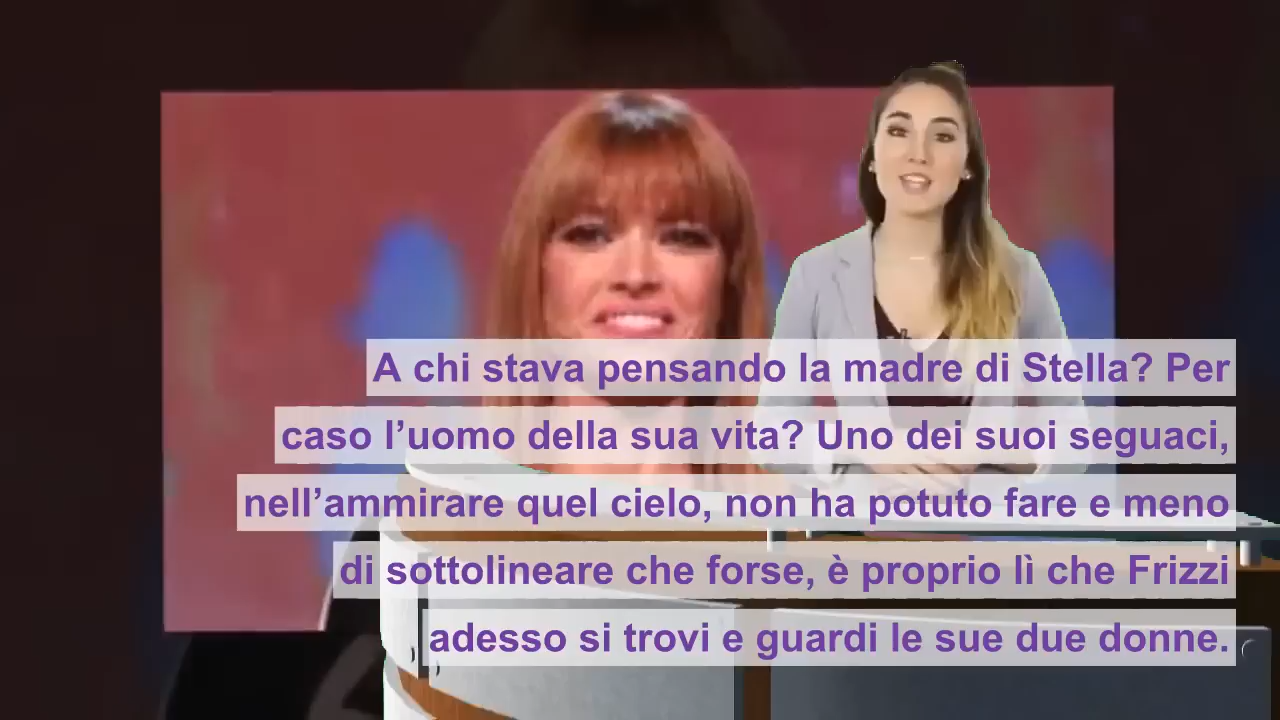 A chi stava pensando la madre di Stella? Per
caso l’uomo della sua vita? Uno dei suoi seguaci,
nell’ammirare quel cielo, non ha potuto fare e meno
di sottolineare che forse, è proprio lì che Frizzi
adesso si trovi e guardi le sue due donne.